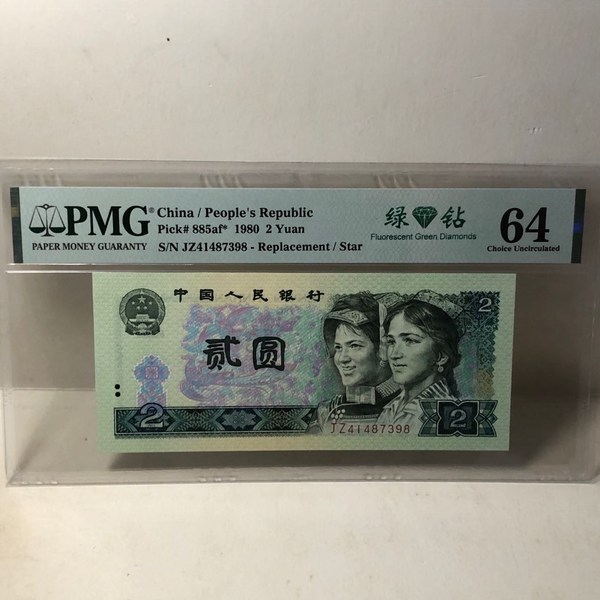 PMG®
PAPER MONEY GUARANTY
China / People's Republic
Pick# 885af* 1980 2 Yuan
S/N JZ41487398 - Replacement / Star
绿 钻
Fluorescent Green Diamonds
64
Choice Uncirculated
中国人民银行
2
贰圆
2
2
JZ41487398